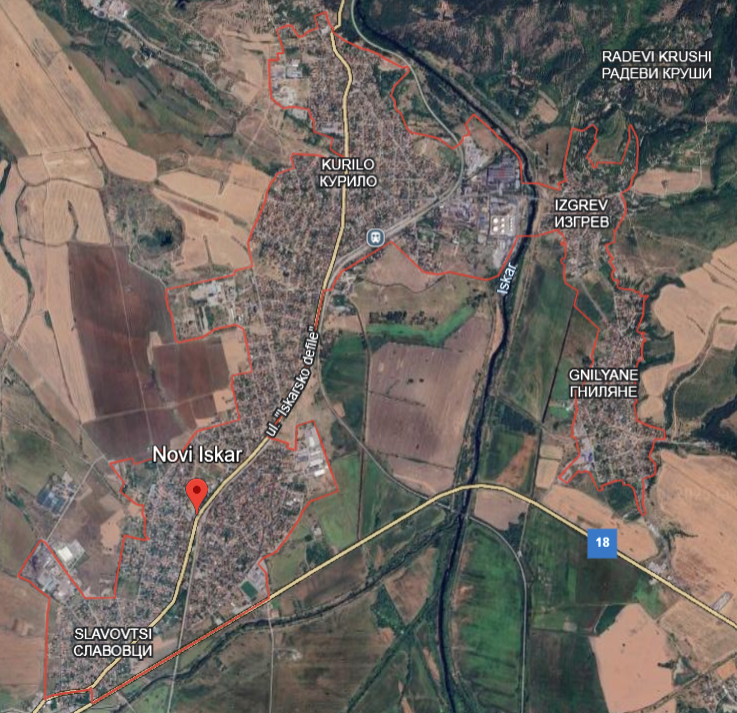 RADEVI KRUSHI
РАДЕВИ КРУШИ
KURILO
КУРИЛО
IZGREV
ИЗГРЕВ
Iskar
ul. "Iskarsko defile"
GNILYANE
ГНИЛЯНЕ
Novi Iskar
18
SLAVOVTSI
СЛАВОВЦИ